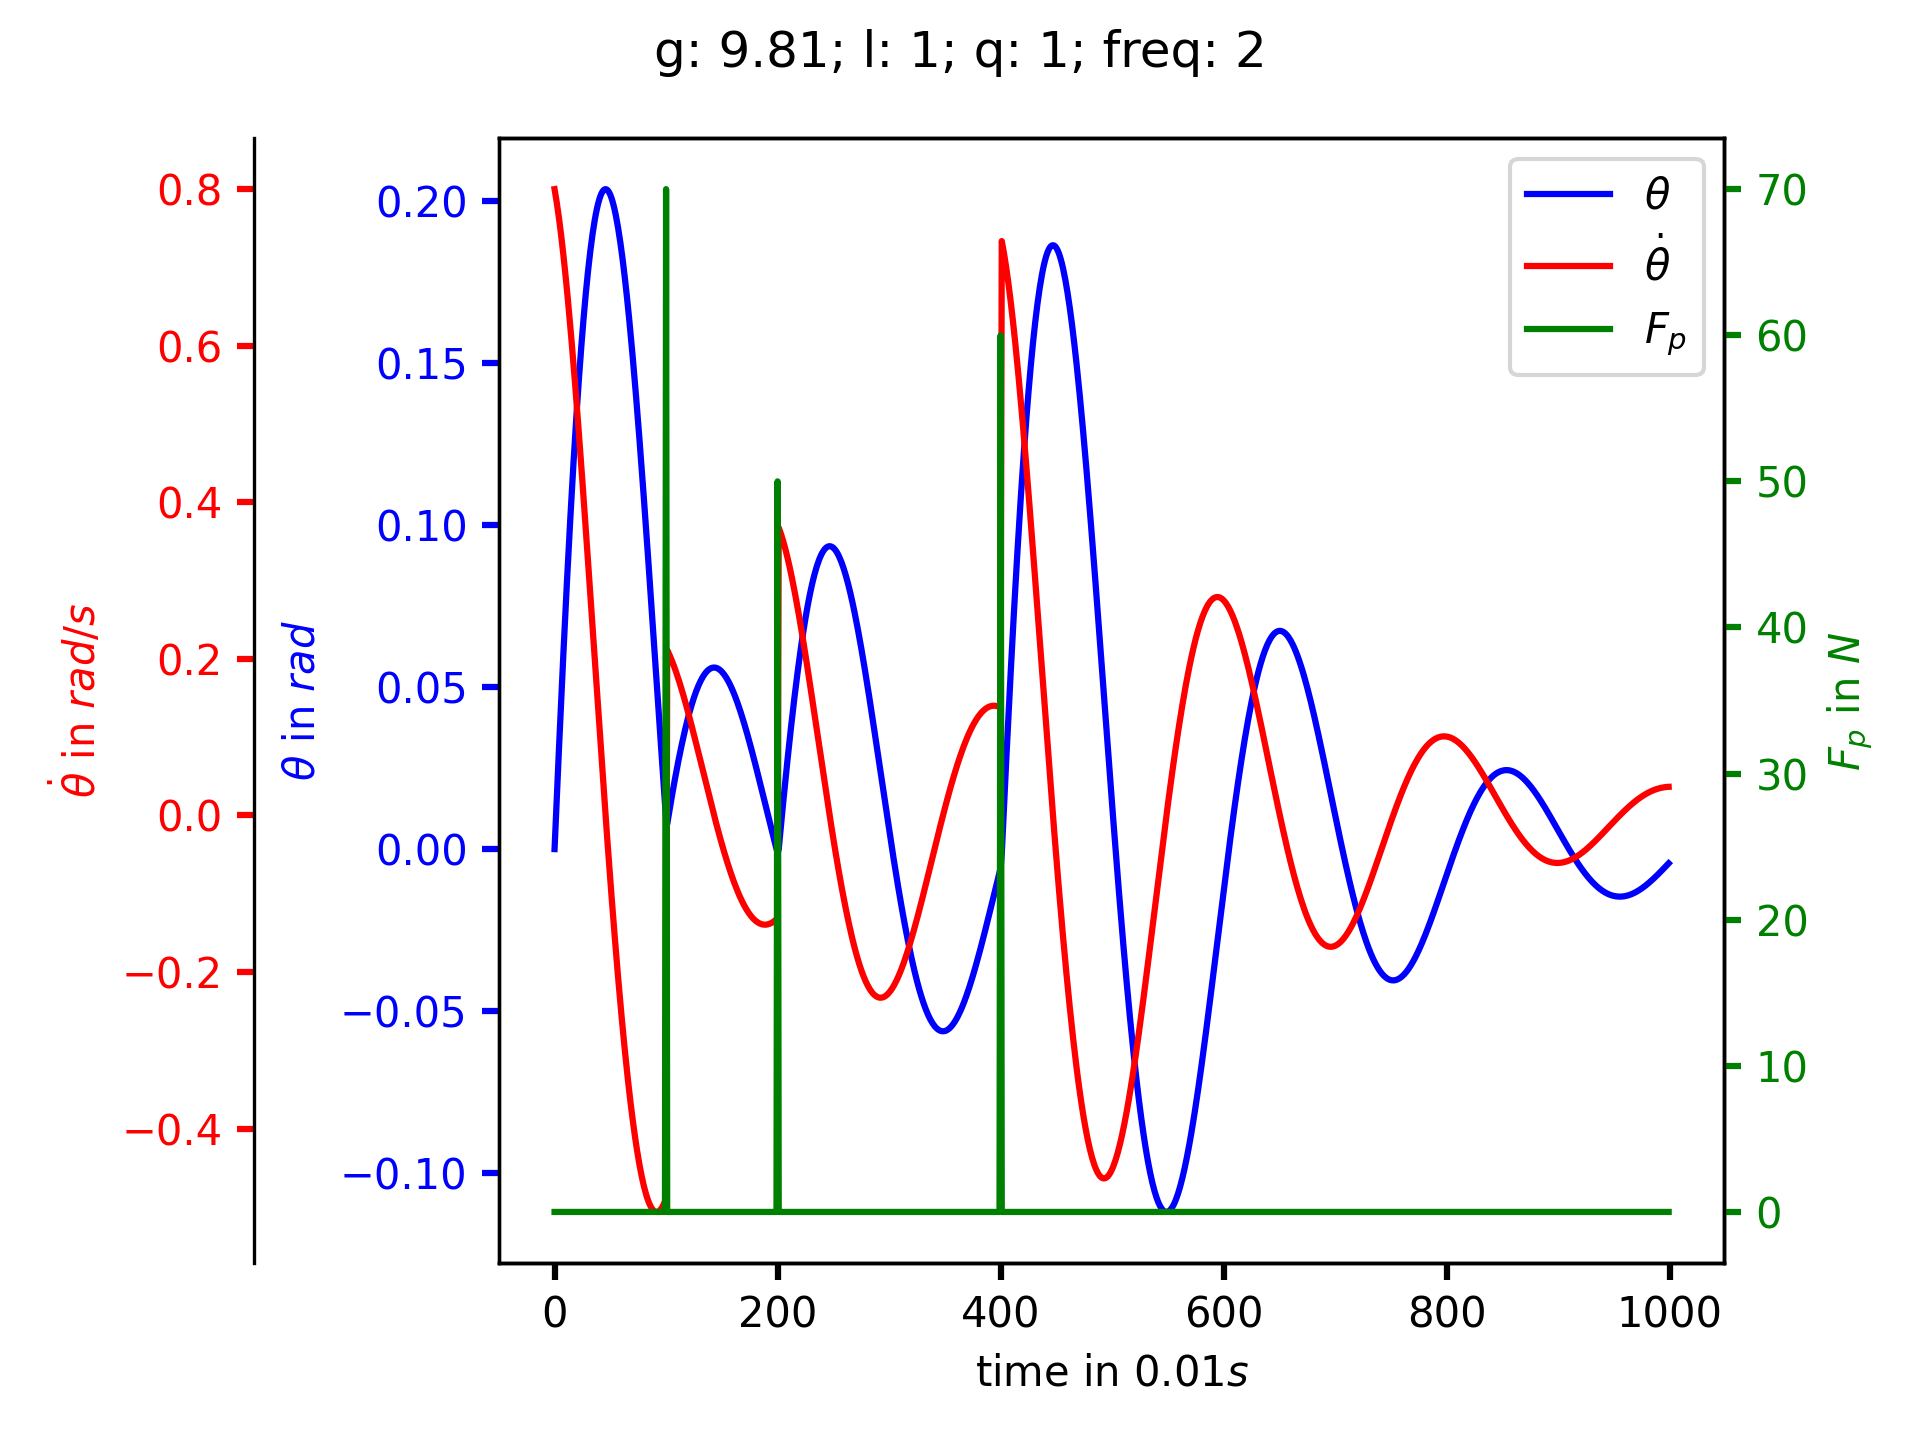 g: 9.81; l: 1; q: 1; freq: 2
θ̇ in rad/s
0.8
0.6
0.4
0.2
0.0
−0.2
−0.4
θ in rad
0.20
0.15
0.10
0.05
0.00
−0.05
−0.10
θ
θ̇
Fₚ
70
60
50
40
30
20
10
0
Fₚ in N
0 200 400 600 800 1000
time in 0.01s